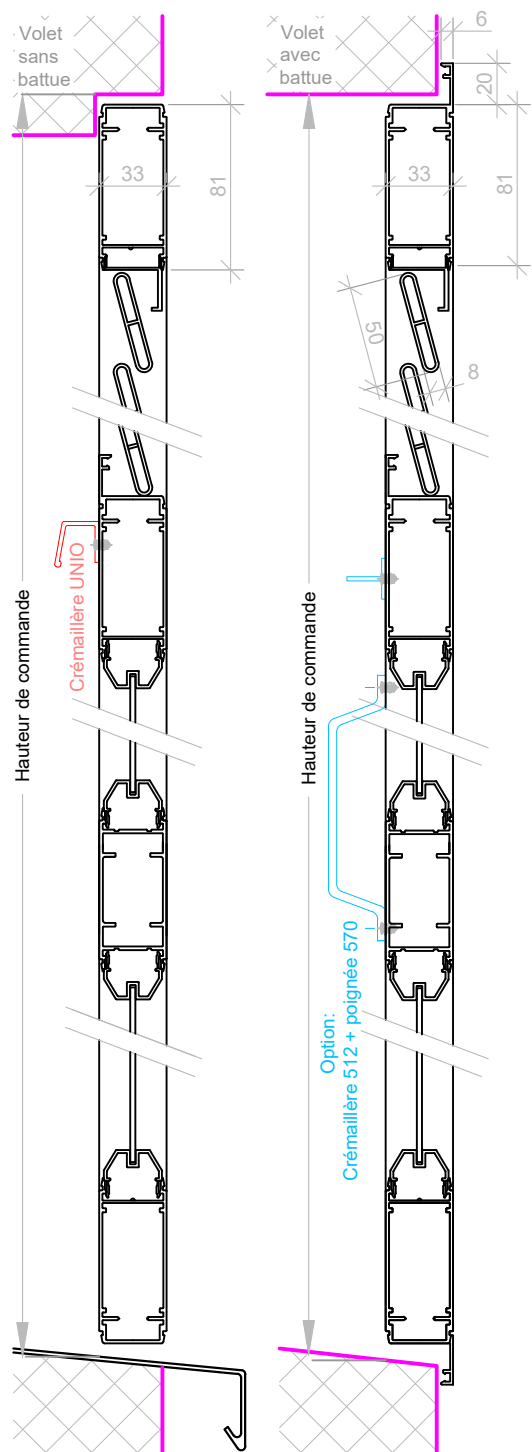 Volet
sans
battue
33
81
Crémaillère UNIO
Hauteur de commande
Volet
avec
battue
6
20
33
81
50
8
Hauteur de commande
Option:
Crémaillère 512 + poignée 570